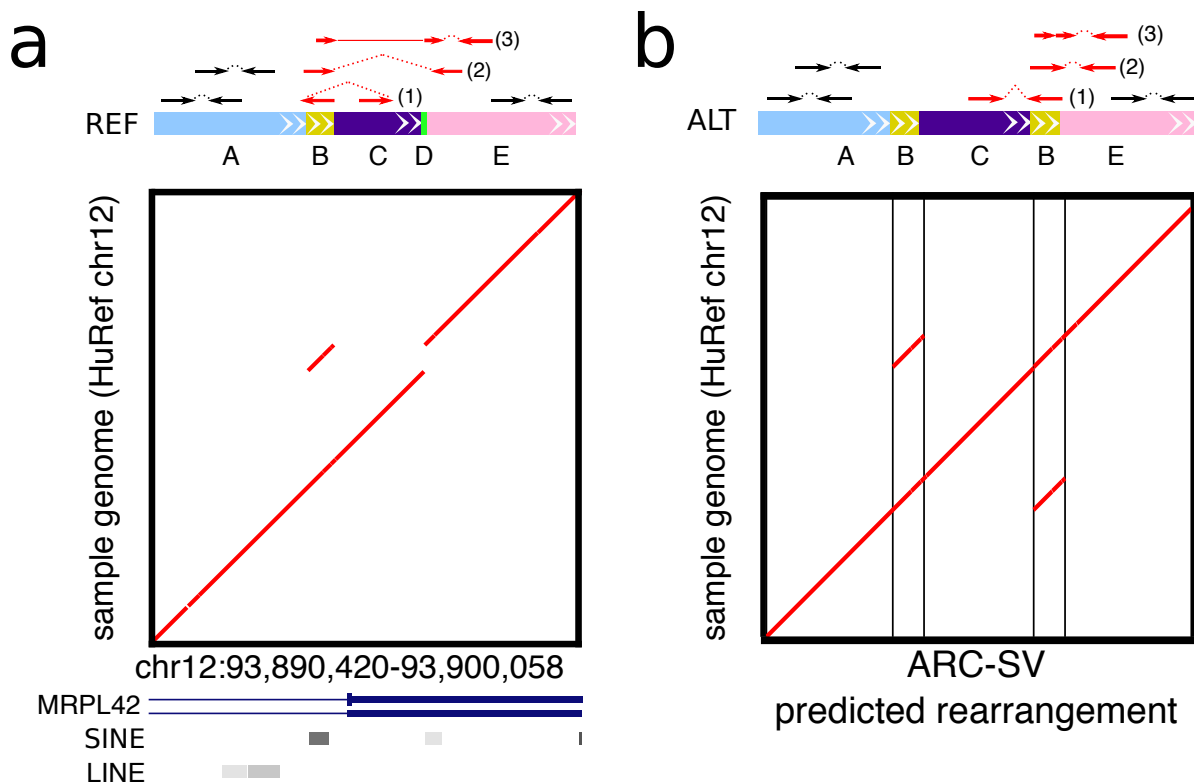 a
(3)
(2)
(1)
REF
A B C D E
sample genome (HuRef chr12)
chr12:93,890,420-93,900,058
MRPL42
SINE
LINE
b
(3)
(2)
(1)
ALT
A B C B E
sample genome (HuRef chr12)
ARC-SV
predicted rearrangement